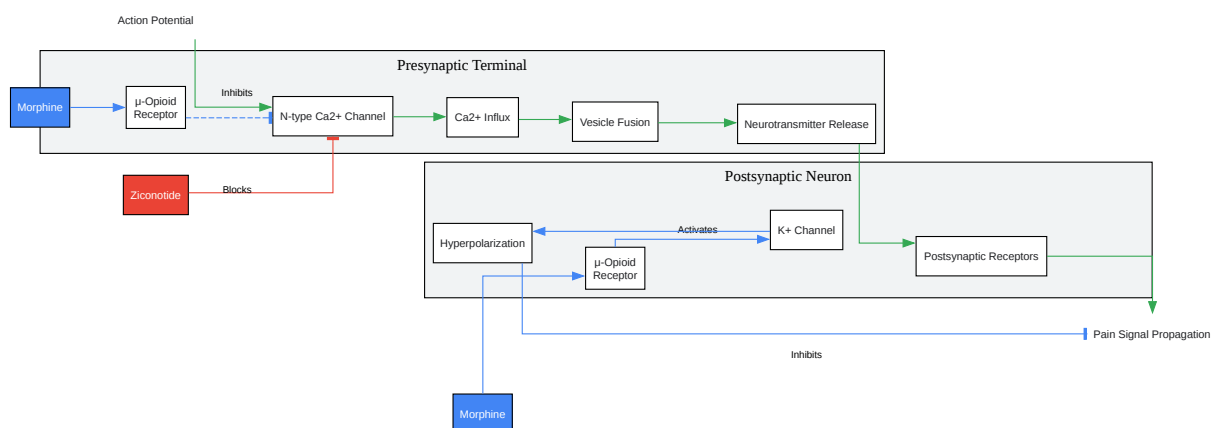 Action Potential
Presynaptic Terminal
Morphine
μ-Opioid
Receptor
Inhibits
N-type Ca2+ Channel
Ca2+ Influx
Vesicle Fusion
Neurotransmitter Release
Ziconotide
Blocks
Postsynaptic Neuron
Hyperpolarization
Activates
K+ Channel
μ-Opioid
Receptor
Postsynaptic Receptors
Pain Signal Propagation
Inhibits
Morphine